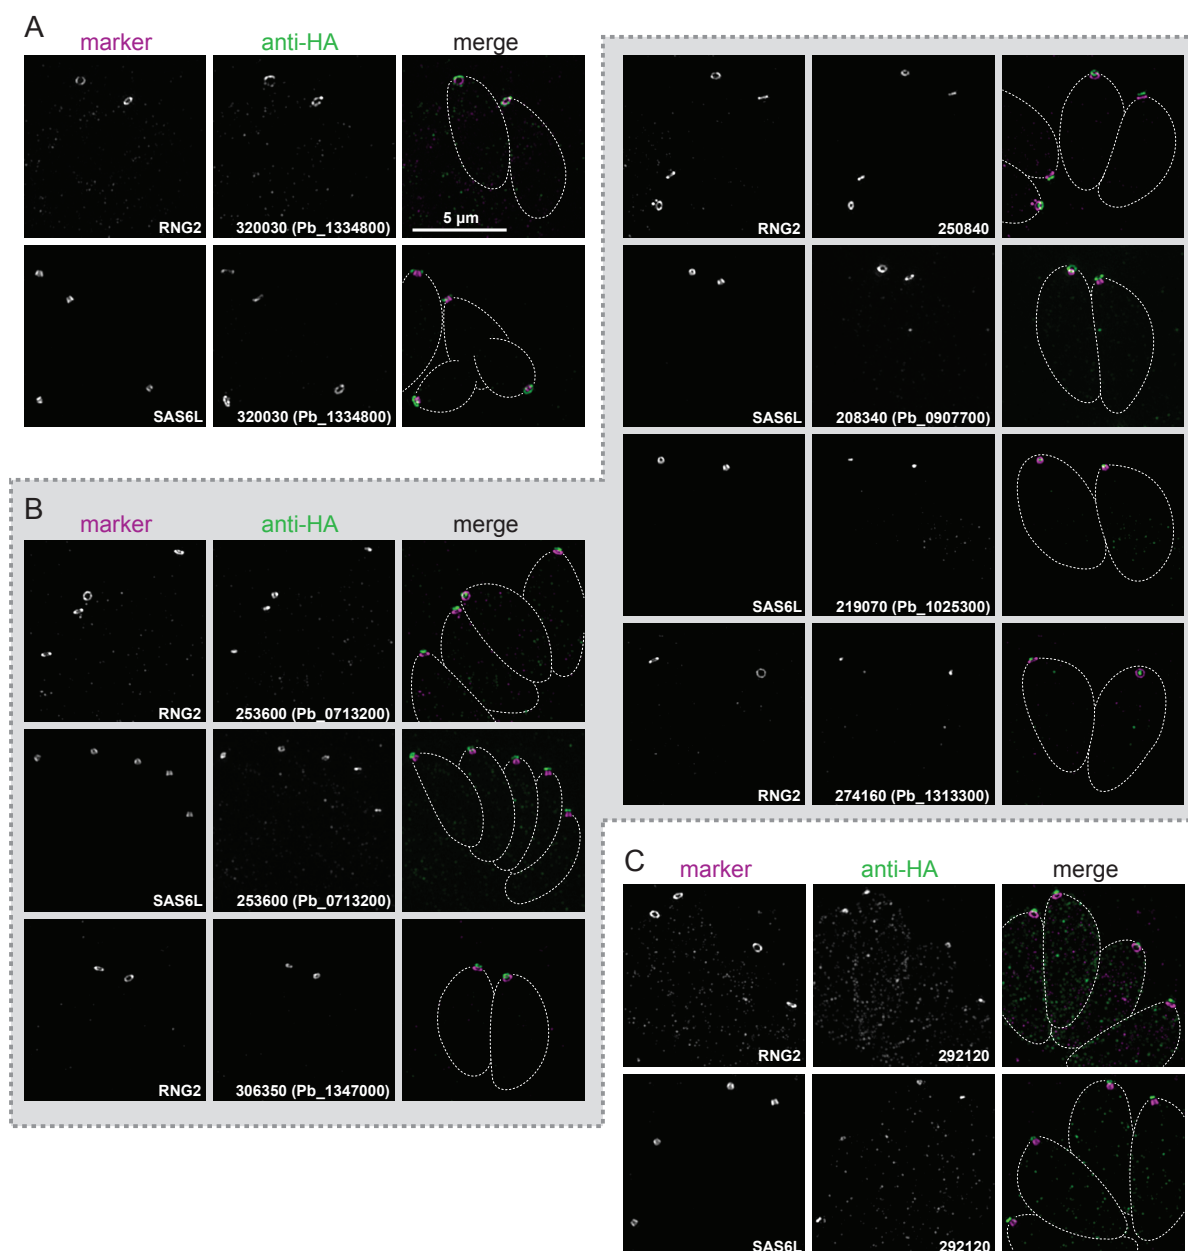 A
marker anti-HA merge
RNG2 320030 (Pb_1334800) 5 µm
SAS6L 320030 (Pb_1334800)
B
marker anti-HA merge
RNG2 253600 (Pb_0713200)
SAS6L 253600 (Pb_0713200)
RNG2 306350 (Pb_1347000)
RNG2 250840
SAS6L 208340 (Pb_0907700)
SAS6L 219070 (Pb_1025300)
RNG2 274160 (Pb_1313300)
C
marker anti-HA merge
RNG2 292120
SAS6L 292120